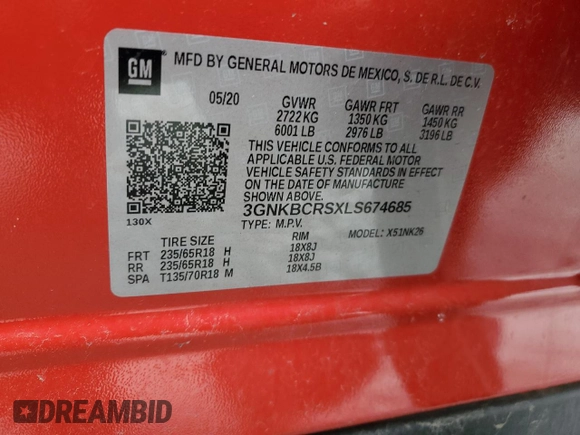 GM
MFD BY GENERAL MOTORS DE MEXICO, S. DE R.L. DE C.V.
05/20 GVWR GAWR FRT GAWR RR
2722 KG 1350 KG 1450 KG
6001 LB 2976 LB 3196 LB
THIS VEHICLE CONFORMS TO ALL
APPLICABLE U.S. FEDERAL MOTOR
VEHICLE SAFETY STANDARDS IN EFFECT
ON THE DATE OF MANUFACTURE
SHOWN ABOVE.
3GNKBCRSXLS674685
130X TYPE: M.P.V. MODEL: X51NK26
TIRE SIZE RIM
FRT 235/65R18 H 18X8J
RR 235/65R18 H 18X8J
SPA T135/70R18 M 18X4.5B
DREAMBID